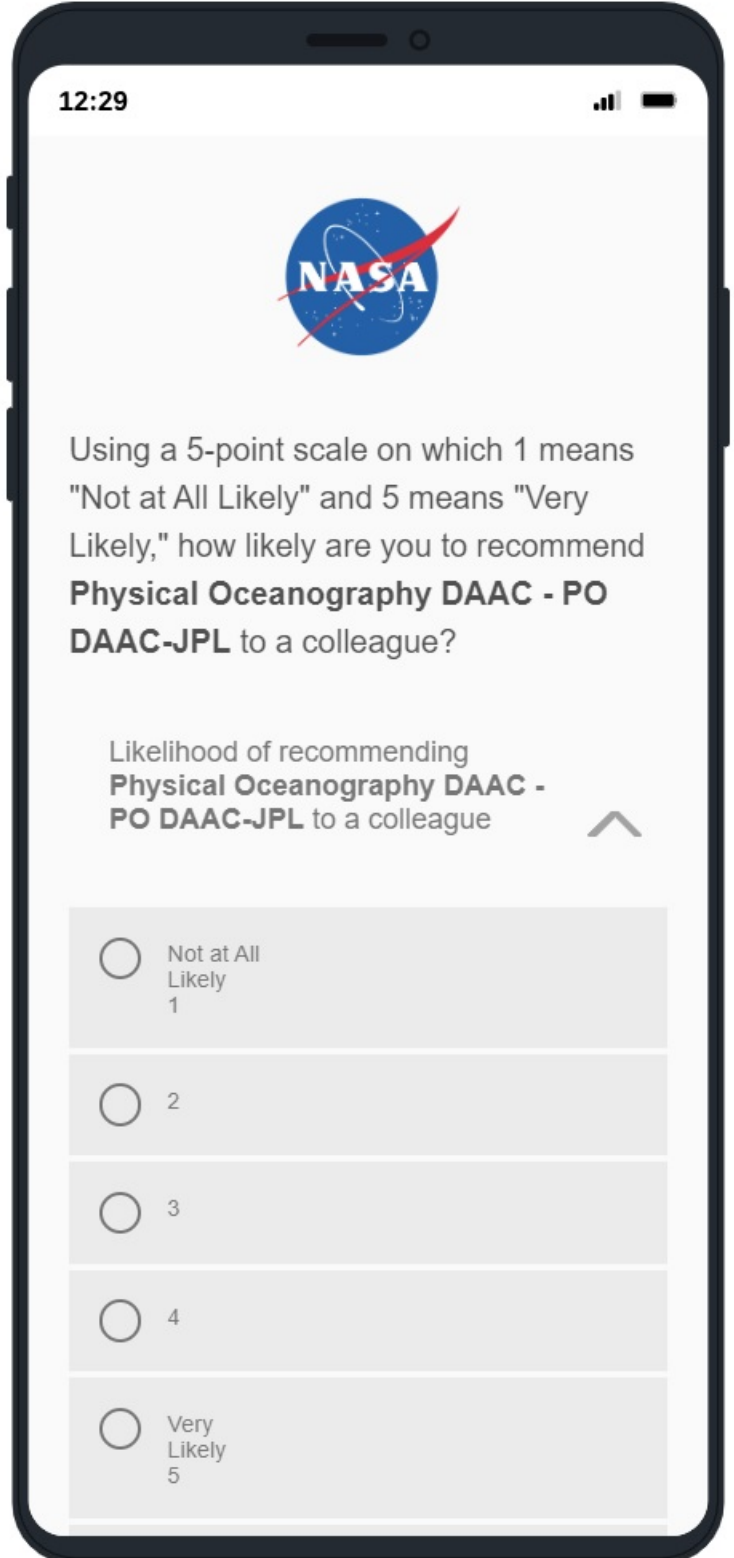 12:29
NASA
Using a 5-point scale on which 1 means
"Not at All Likely" and 5 means "Very
Likely," how likely are you to recommend
Physical Oceanography DAAC - PO
DAAC-JPL to a colleague?
Likelihood of recommending
Physical Oceanography DAAC -
PO DAAC-JPL to a colleague
Not at All
Likely
1
2
3
4
Very
Likely
5